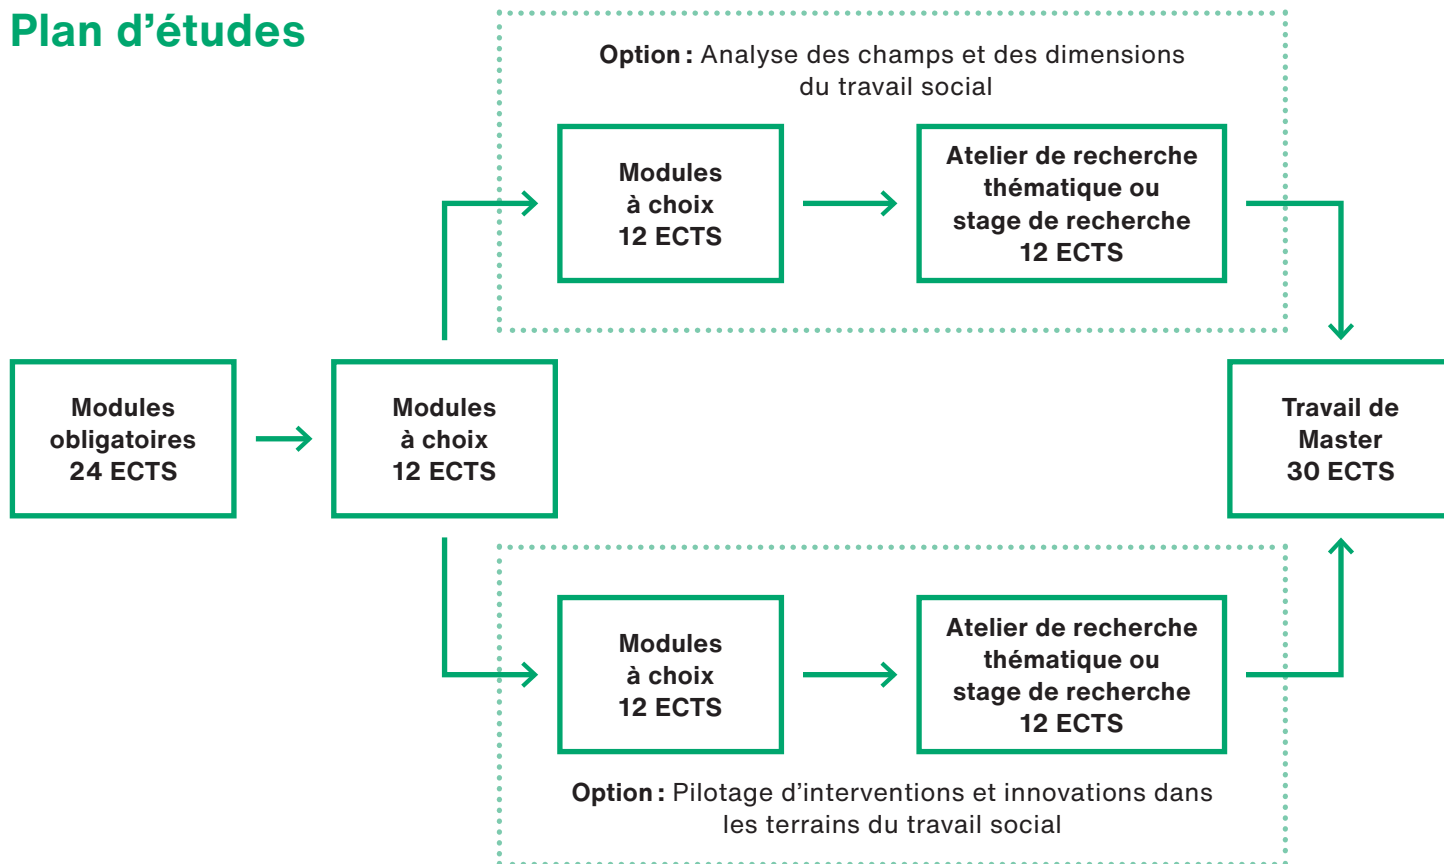 Plan d’études
Option : Analyse des champs et des dimensions
du travail social
Modules
à choix
12 ECTS
Atelier de recherche
thématique ou
stage de recherche
12 ECTS
Modules
obligatoires
24 ECTS
Modules
à choix
12 ECTS
Travail de
Master
30 ECTS
Modules
à choix
12 ECTS
Atelier de recherche
thématique ou
stage de recherche
12 ECTS
Option : Pilotage d’interventions et innovations dans
les terrains du travail social